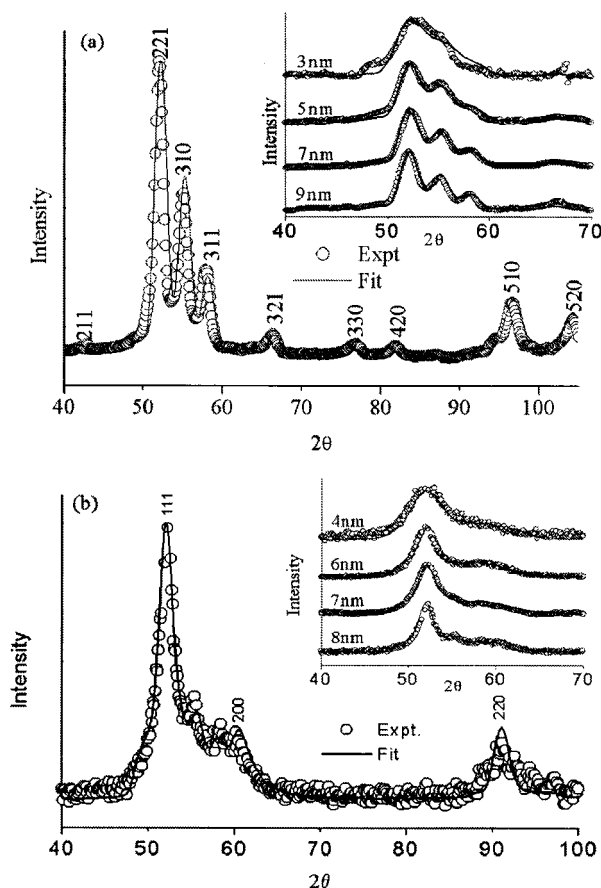 (a)
221
310
311
211
321
330
420
510
520
3nm
5nm
7nm
9nm
Intensity
40 50 60 70
2θ
Expt
Fit
Intensity
40 50 60 70 80 90 100
2θ
(b)
111
200
220
4nm
6nm
7nm
8nm
Intensity
40 50 60 70
2θ
Expt.
Fit
Intensity
40 50 60 70 80 90 100
2θ